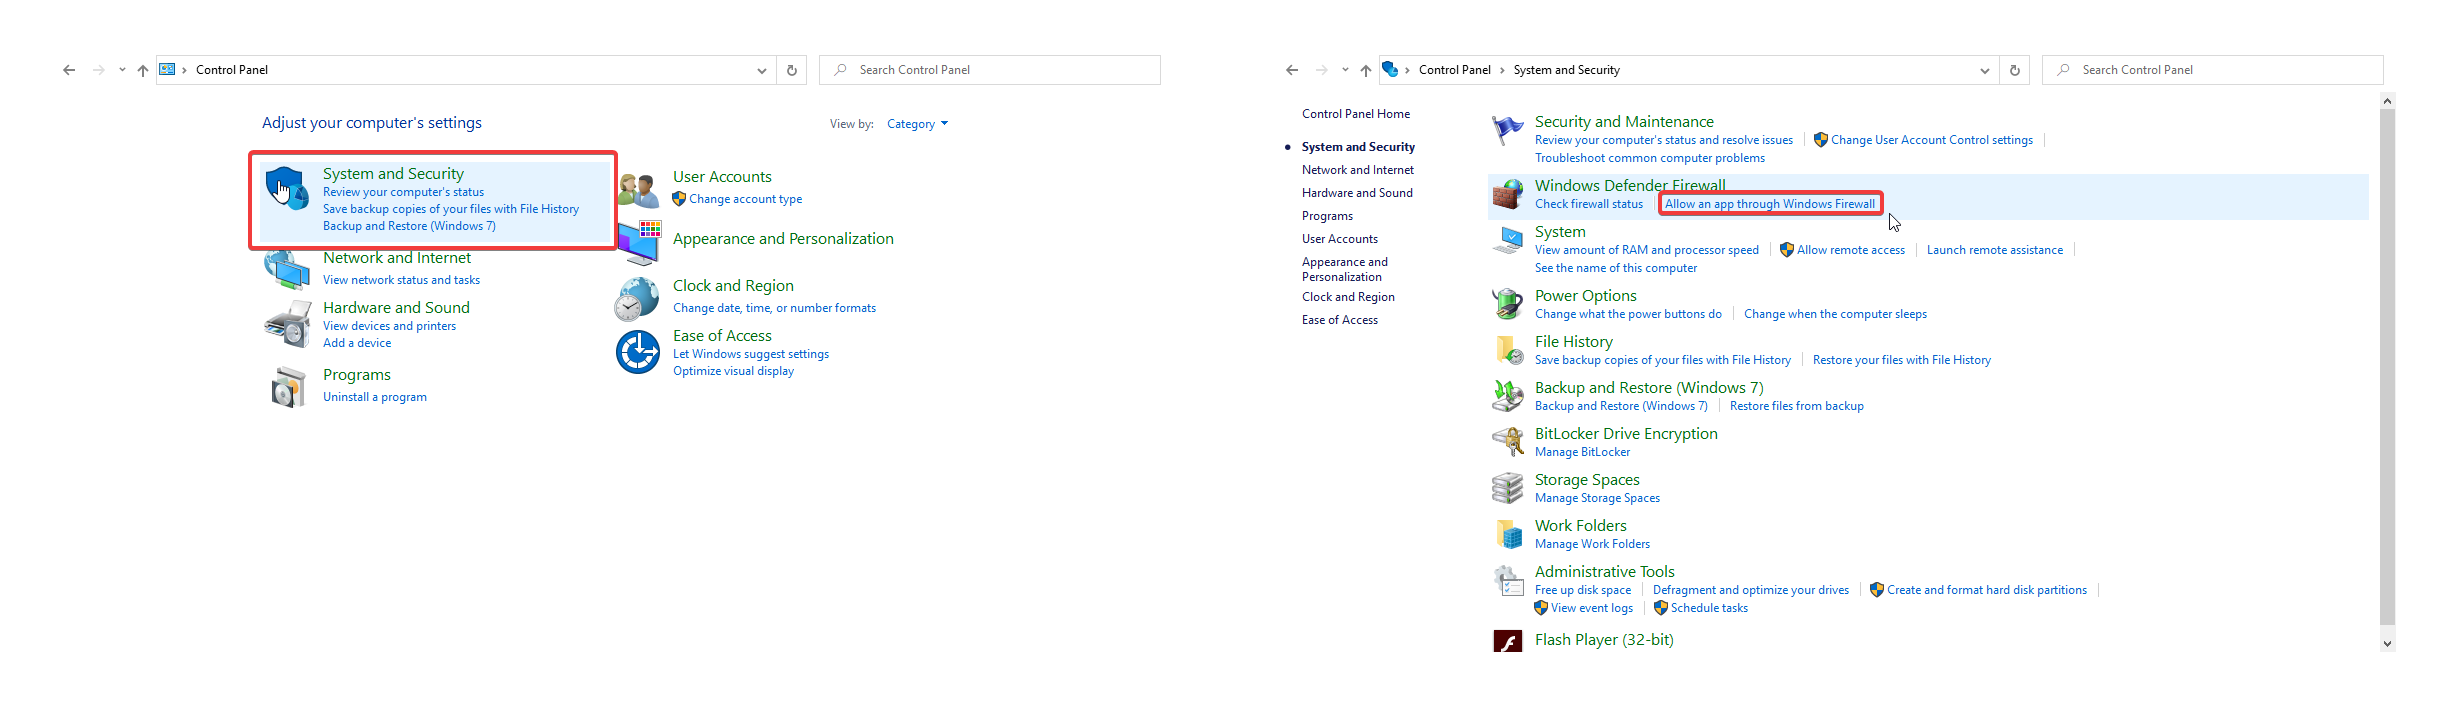 Control Panel
Search Control Panel
Adjust your computer's settings
View by: Category
System and Security
Review your computer's status
Save backup copies of your files with File History
Backup and Restore (Windows 7)
Network and Internet
View network status and tasks
Hardware and Sound
View devices and printers
Add a device
Programs
Uninstall a program
User Accounts
Change account type
Appearance and Personalization
Clock and Region
Change date, time, or number formats
Ease of Access
Let Windows suggest settings
Optimize visual display
Control Panel > System and Security
Search Control Panel
Control Panel Home
System and Security
Network and Internet
Hardware and Sound
Programs
User Accounts
Appearance and
Personalization
Clock and Region
Ease of Access
Security and Maintenance
Review your computer's status and resolve issues | Change User Account Control settings
Troubleshoot common computer problems
Windows Defender Firewall
Check firewall status | Allow an app through Windows Firewall
System
View amount of RAM and processor speed | Allow remote access | Launch remote assistance
See the name of this computer
Power Options
Change what the power buttons do | Change when the computer sleeps
File History
Save backup copies of your files with File History | Restore your files with File History
Backup and Restore (Windows 7)
Backup and Restore (Windows 7) | Restore files from backup
BitLocker Drive Encryption
Manage BitLocker
Storage Spaces
Manage Storage Spaces
Work Folders
Manage Work Folders
Administrative Tools
Free up disk space | Defragment and optimize your drives | Create and format hard disk partitions
View event logs | Schedule tasks
Flash Player (32-bit)